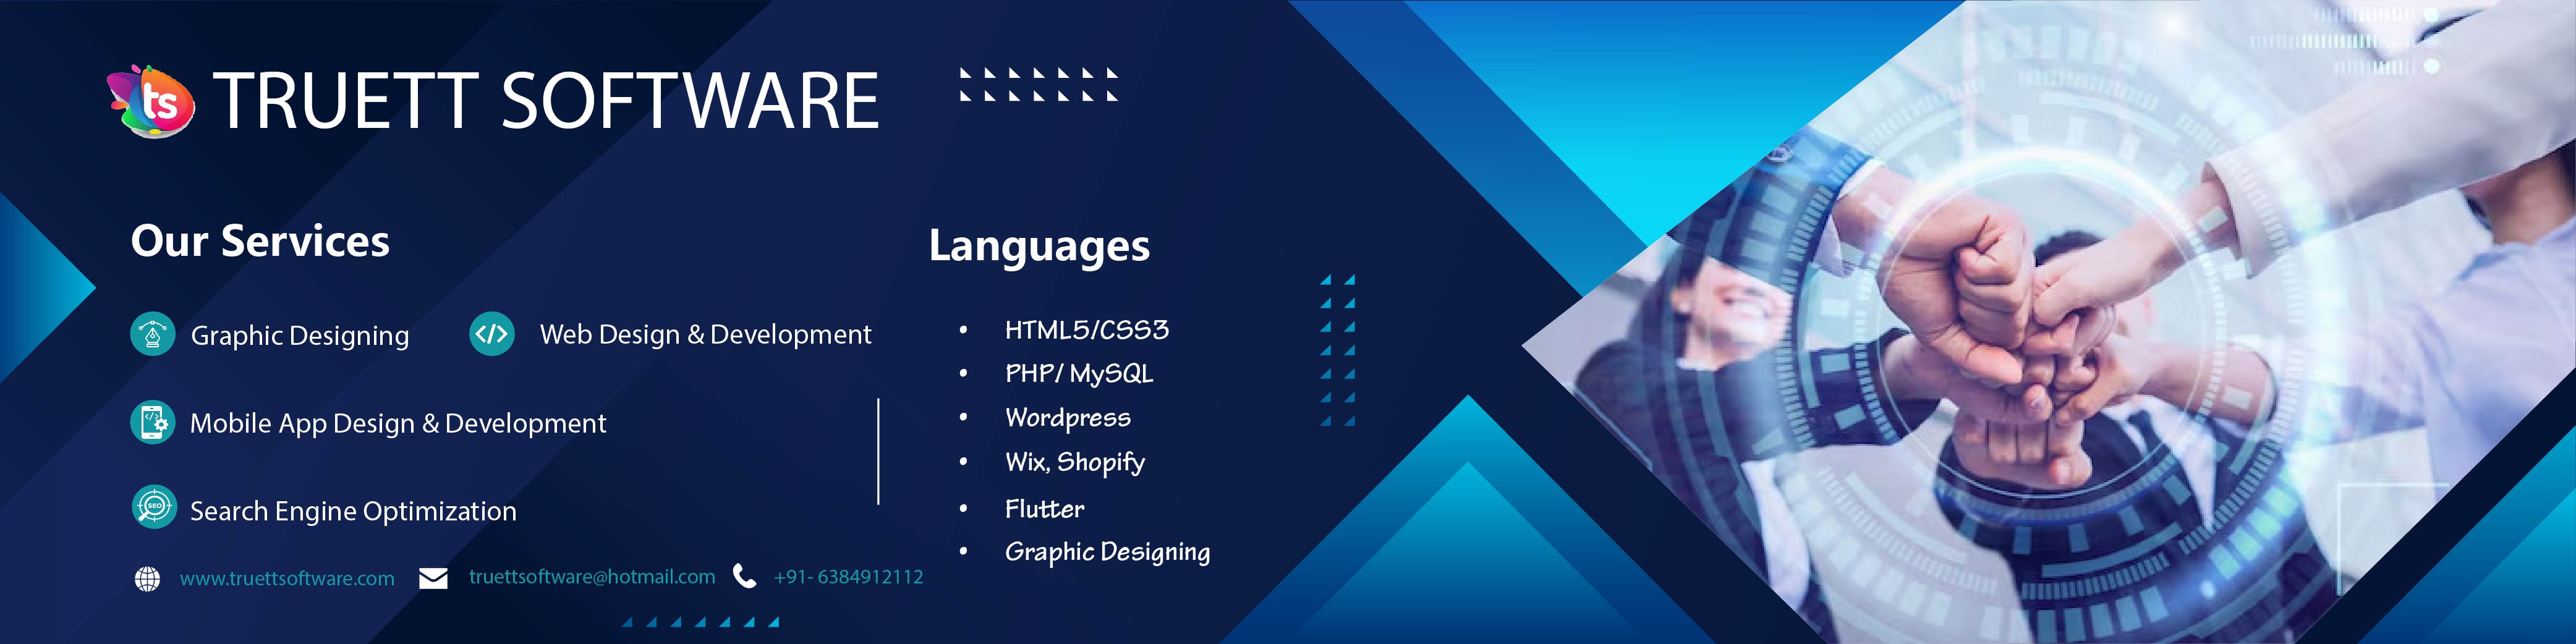 ts TRUETT SOFTWARE
Our Services
Graphic Designing
Web Design & Development
Mobile App Design & Development
SEO
Search Engine Optimization
www.truettsoftware.com
truettsoftware@hotmail.com
+91- 6384912112
Languages
• HTML5/CSS3
• PHP/ MySQL
• Wordpress
• Wix, Shopify
• Flutter
• Graphic Designing